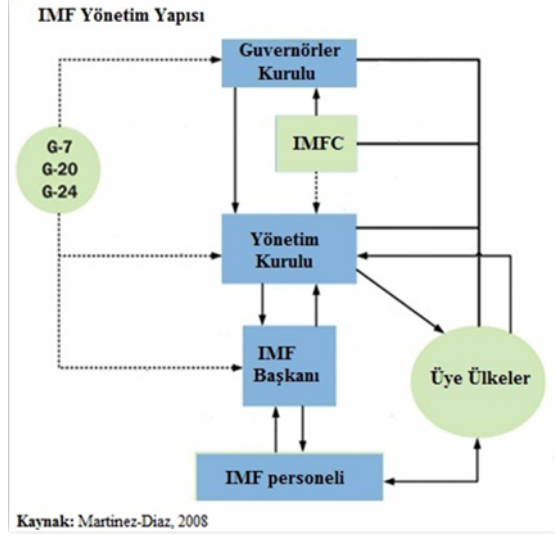 IMF Yönetim Yapısı
Guvernörler
Kurulu
IMFC
G-7
G-20
G-24
Yönetim
Kurulu
IMF
Başkanı
Üye Ülkeler
IMF personeli
Kaynak: Martinez-Diaz, 2008